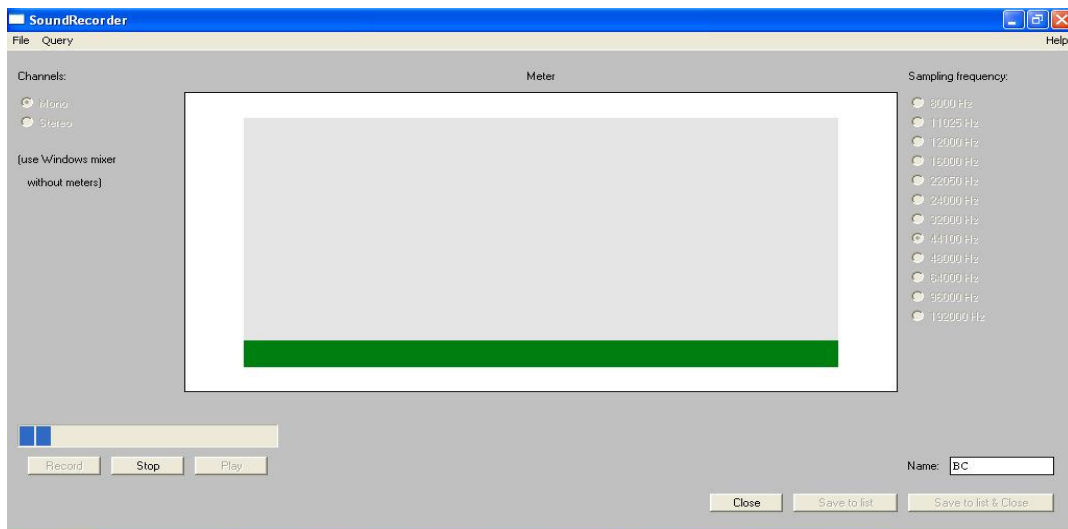 SoundRecorder
File Query Help
Channels:
Mono
Stereo
(use Windows mixer
without meters)
Meter
Sampling frequency:
8000 Hz
11025 Hz
12000 Hz
16000 Hz
22050 Hz
24000 Hz
32000 Hz
44100 Hz
48000 Hz
64000 Hz
96000 Hz
192000 Hz
Record Stop Play
Name: BC
Close Save to list Save to list & Close